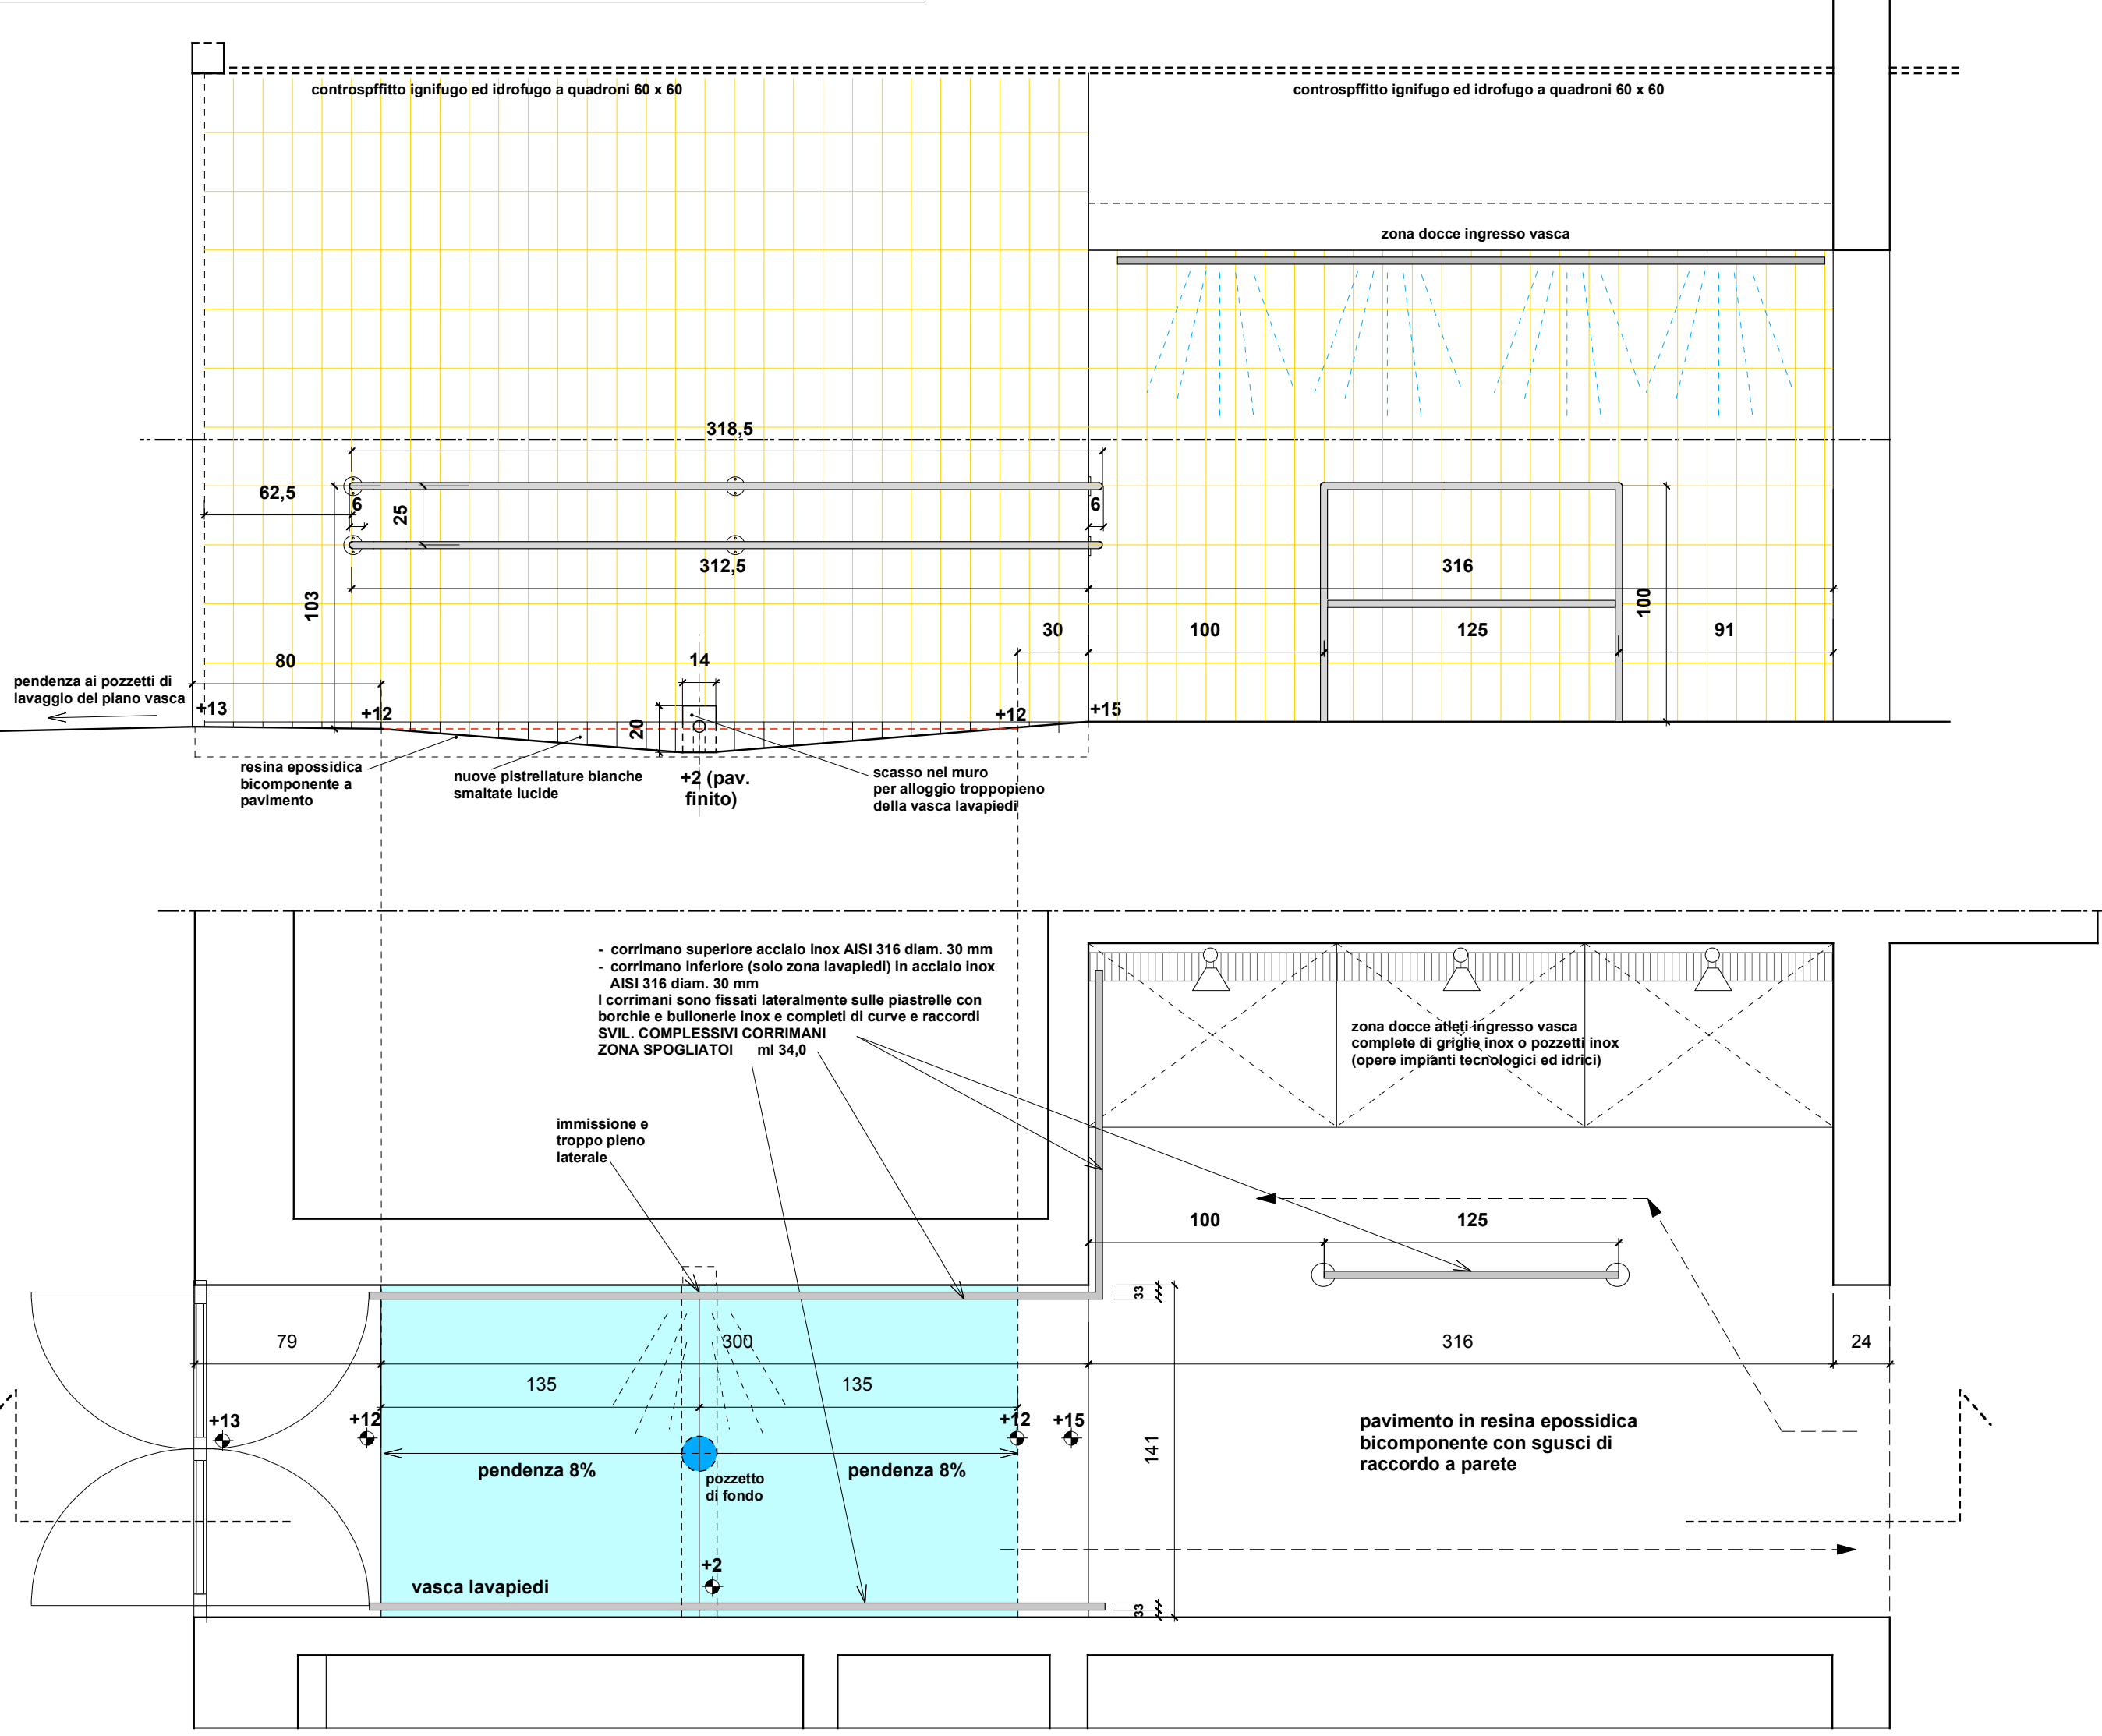 controspffitto ignifugo ed idrofugo a quadroni 60 x 60
controspffitto ignifugo ed idrofugo a quadroni 60 x 60
zona docce ingresso vasca
318,5
62,5
6
25
6
312,5
316
103
100
30
100
125
91
80
14
pendenza ai pozzetti di
lavaggio del piano vasca
+13
+12
20
+12
+15
resina epossidica
bicomponente a
pavimento
nuove pistrellature bianche
smaltate lucide
+2 (pav.
finito)
scasso nel muro
per alloggio troppopieno
della vasca lavapiedi
- corrimano superiore acciaio inox AISI 316 diam. 30 mm
- corrimano inferiore (solo zona lavapiedi) in acciaio inox
AISI 316 diam. 30 mm
I corrimani sono fissati lateralmente sulle piastrelle con
borchie e bullonerie inox e completi di curve e raccordi
SVIL. COMPLESSIVI CORRIMANI
ZONA SPOGLIATOI ml 34,0
zona docce atleti ingresso vasca
complete di griglie inox o pozzetti inox
(opere impianti tecnologici ed idrici)
immissione e
troppo pieno
laterale
100
125
33
79
300
316
24
135
135
+13
+12
+12
+15
141
pavimento in resina epossidica
bicomponente con sgusci di
raccordo a parete
pendenza 8%
pendenza 8%
pozzetto
di fondo
+2
vasca lavapiedi
33